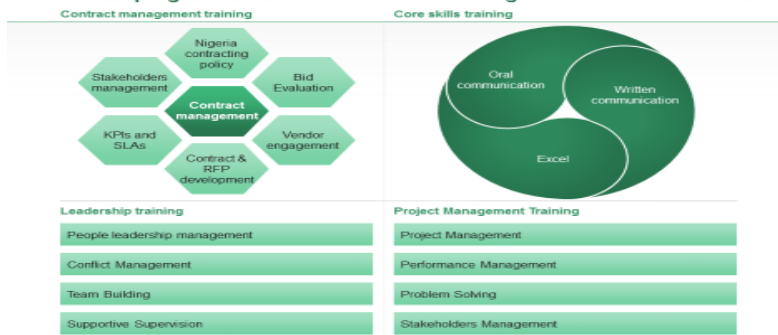 Contract management training
Nigeria
contracting
policy
Stakeholders
management
Bid
Evaluation
Contract
management
KPIs and
SLAs
Vendor
engagement
Contract &
RFP
development
Core skills training
Oral
communication
Written
communication
Excel
Leadership training
People leadership management
Conflict Management
Team Building
Supportive Supervision
Project Management Training
Project Management
Performance Management
Problem Solving
Stakeholders Management